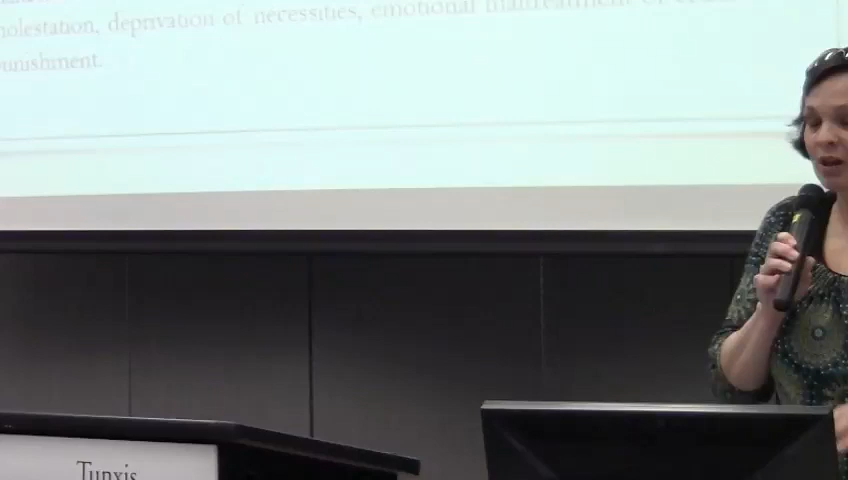 molestation, deprivation of necessities, emotional maltreatment or
punishment.
Tunxis